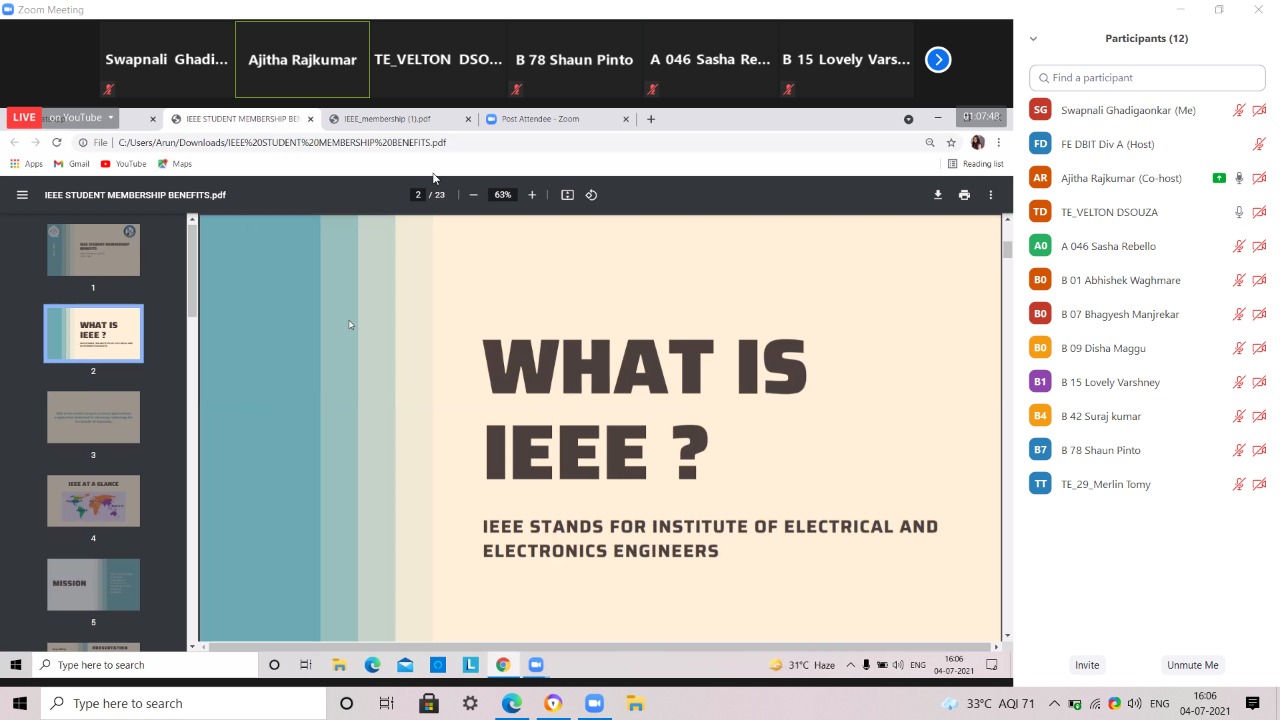 Zoom Meeting
Swapnali Ghadi...
Ajitha Rajkumar
TE_VELTON DSO...
B 78 Shaun Pinto
A 046 Sasha Re...
B 15 Lovely Vars...
LIVE on YouTube
IEEE STUDENT MEMBERSHIP BEN
IEEE_membership (1).pdf
Post Attendee - Zoom
01:07:48
File | C:/Users/Arun/Downloads/IEEE%20STUDENT%20MEMBERSHIP%20BENEFITS.pdf
Apps
Gmail
YouTube
Maps
Reading list
IEEE STUDENT MEMBERSHIP BENEFITS.pdf
2 / 23
63%
IEEE STUDENT MEMBERSHIP
BENEFITS
1
WHAT IS
IEEE ?
2
3
IEEE AT A GLANCE
4
MISSION
5
PRESENTATION
WHAT IS
IEEE ?
IEEE STANDS FOR INSTITUTE OF ELECTRICAL AND
ELECTRONICS ENGINEERS
Type here to search
31°C Haze
ENG
16:06
04-07-2021
Participants (12)
Find a participant
SG Swapnali Ghadigaonkar (Me)
FD FE DBIT Div A (Host)
AR Ajitha Rajkumar (Co-host)
TD TE_VELTON DSOUZA
A0 A 046 Sasha Rebello
B0 B 01 Abhishek Waghmare
B0 B 07 Bhagyesh Manjrekar
B0 B 09 Disha Maggu
B1 B 15 Lovely Varshney
B4 B 42 Suraj kumar
B7 B 78 Shaun Pinto
TT TE_29_Merlin Tomy
Invite
Unmute Me
Type here to search
33°C AQI 71
ENG
16:06
04-07-2021